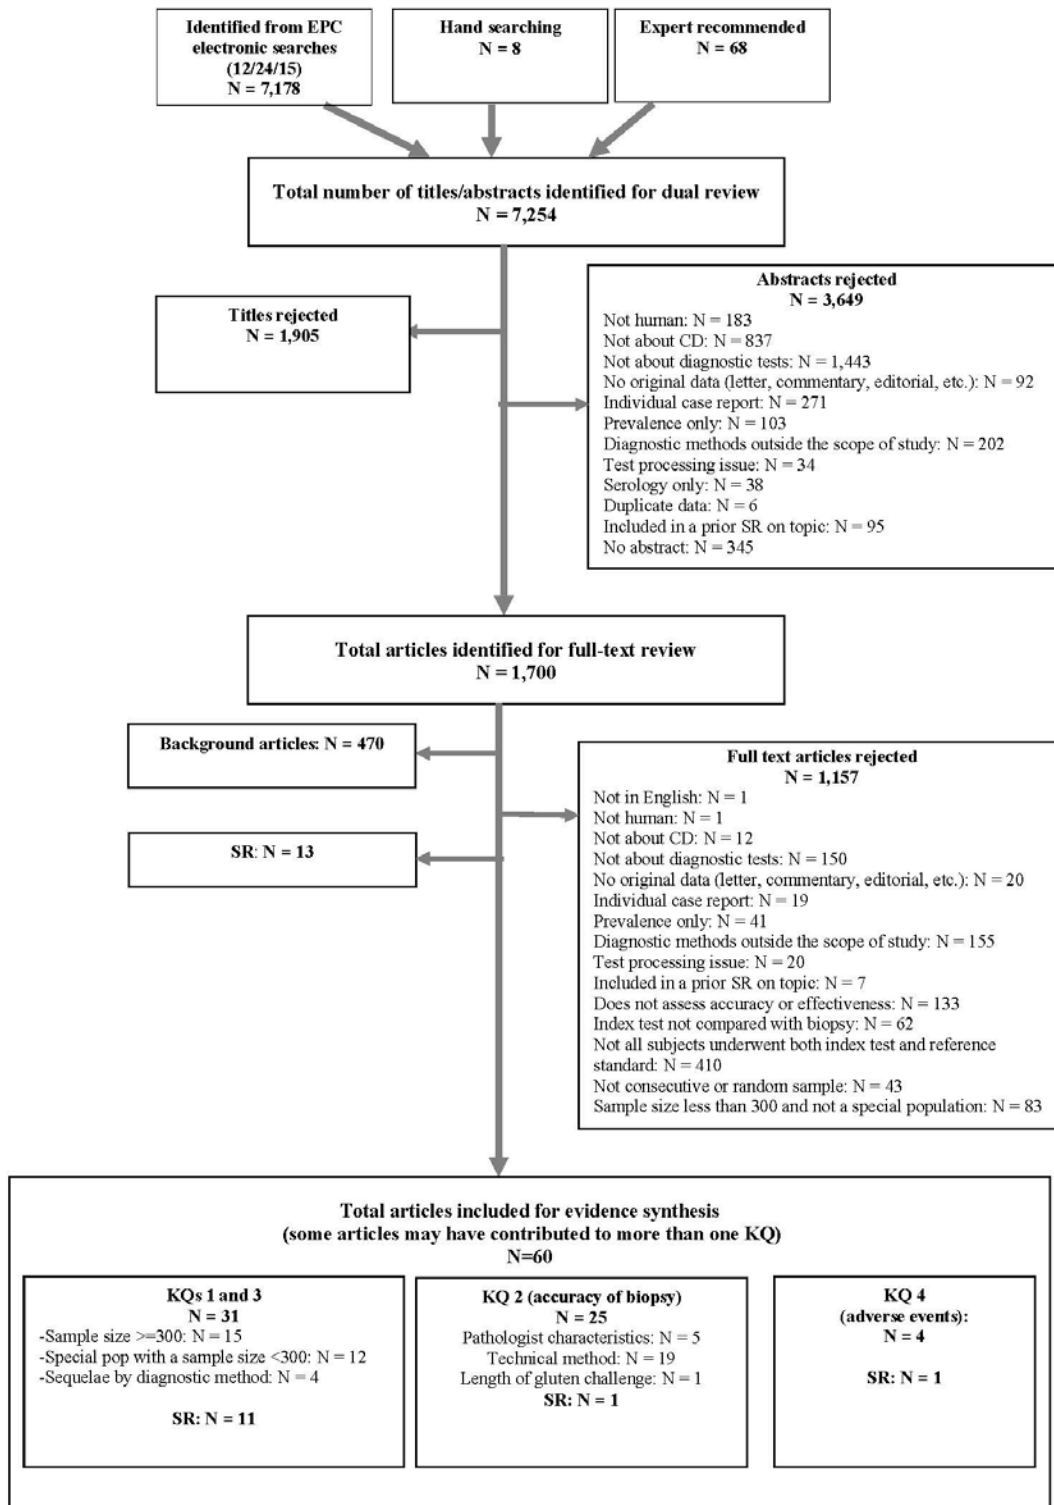 Identified from EPC
electronic searches
(12/24/15)
N = 7,178
Hand searching
N = 8
Expert recommended
N = 68
Total number of titles/abstracts identified for dual review
N = 7,254
Titles rejected
N = 1,905
Abstracts rejected
N = 3,649
Not human: N = 183
Not about CD: N = 837
Not about diagnostic tests: N = 1,443
No original data (letter, commentary, editorial, etc.): N = 92
Individual case report: N = 271
Prevalence only: N = 103
Diagnostic methods outside the scope of study: N = 202
Test processing issue: N = 34
Serology only: N = 38
Duplicate data: N = 6
Included in a prior SR on topic: N = 95
No abstract: N = 345
Total articles identified for full-text review
N = 1,700
Background articles: N = 470
SR: N = 13
Full text articles rejected
N = 1,157
Not in English: N = 1
Not human: N = 1
Not about CD: N = 12
Not about diagnostic tests: N = 150
No original data (letter, commentary, editorial, etc.): N = 20
Individual case report: N = 19
Prevalence only: N = 41
Diagnostic methods outside the scope of study: N = 155
Test processing issue: N = 20
Included in a prior SR on topic: N = 7
Does not assess accuracy or effectiveness: N = 133
Index test not compared with biopsy: N = 62
Not all subjects underwent both index test and reference
standard: N = 410
Not consecutive or random sample: N = 43
Sample size less than 300 and not a special population: N = 83
Total articles included for evidence synthesis
(some articles may have contributed to more than one KQ)
N=60
KQs 1 and 3
N = 31
-Sample size >=300: N = 15
-Special pop with a sample size <300: N = 12
-Sequelae by diagnostic method: N = 4
SR: N = 11
KQ 2 (accuracy of biopsy)
N = 25
Pathologist characteristics: N = 5
Technical method: N = 19
Length of gluten challenge: N = 1
SR: N = 1
KQ 4
(adverse events):
N = 4
SR: N = 1